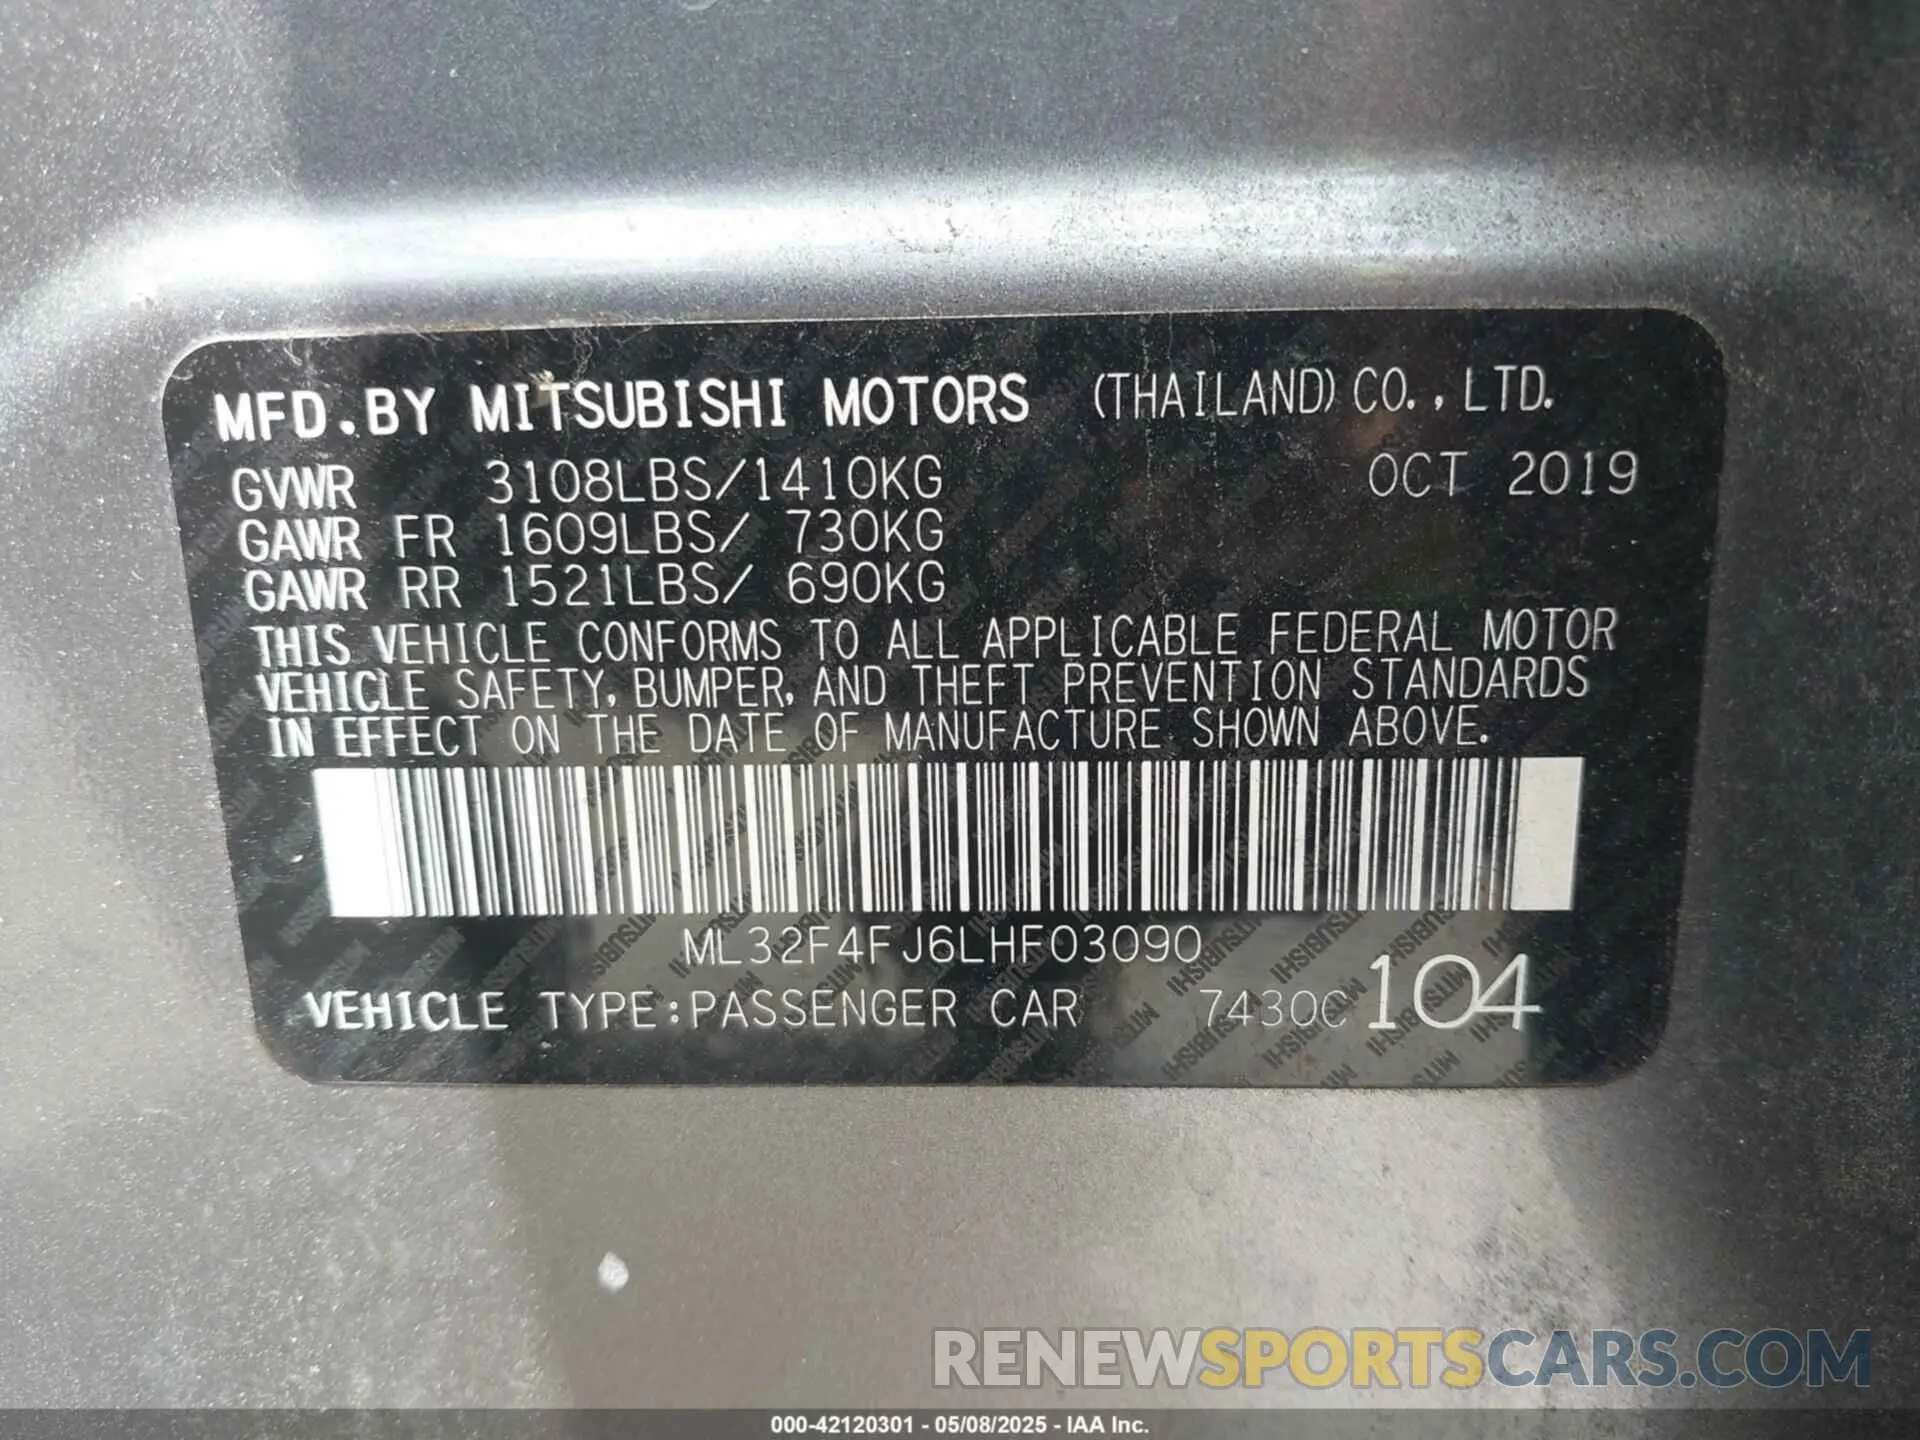 MFD.BY MITSUBISHI MOTORS (THAILAND) CO.,LTD.
GVWR 3108LBS/1410KG OCT 2019
GAWR FR 1609LBS/ 730KG
GAWR RR 1521LBS/ 690KG
THIS VEHICLE CONFORMS TO ALL APPLICABLE FEDERAL MOTOR
VEHICLE SAFETY, BUMPER, AND THEFT PREVENTION STANDARDS
IN EFFECT ON THE DATE OF MANUFACTURE SHOWN ABOVE.
ML32F4FJ6LHF03090
VEHICLE TYPE:PASSENGER CAR 7430C 104
RENEWSPORTSCARS.COM
000-42120301 - 05/08/2025 - IAA Inc.